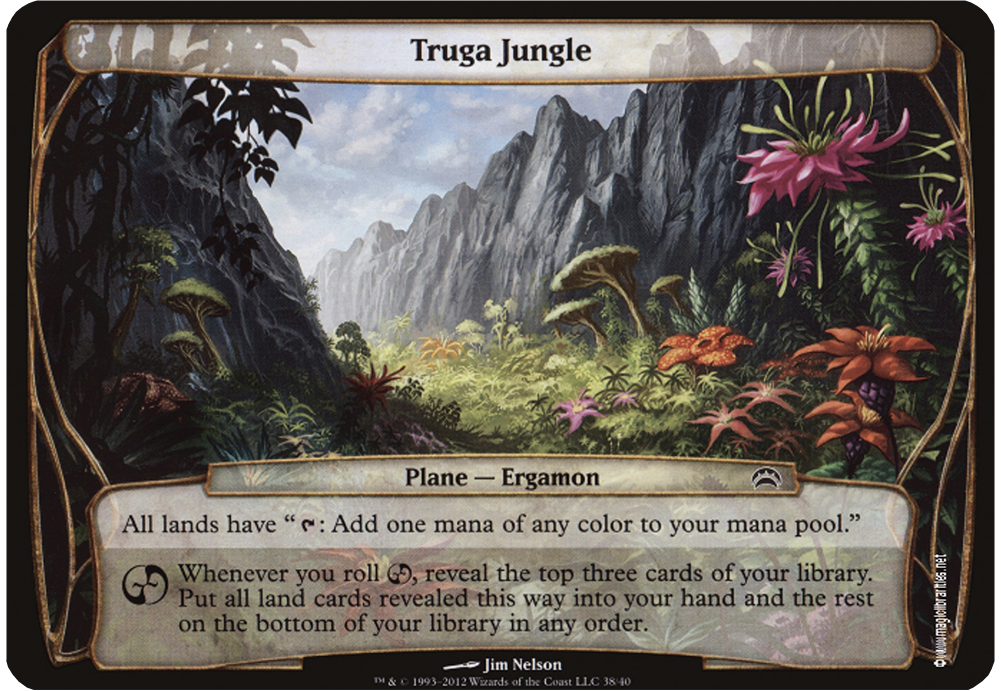 Truga Jungle
Plane — Ergamon
All lands have “: Add one mana of any color to your mana pool.”
Whenever you roll , reveal the top three cards of your library.
Put all land cards revealed this way into your hand and the rest
on the bottom of your library in any order.
Jim Nelson
™ & © 1993–2012 Wizards of the Coast LLC 38/40
©www.magiclibrarities.net